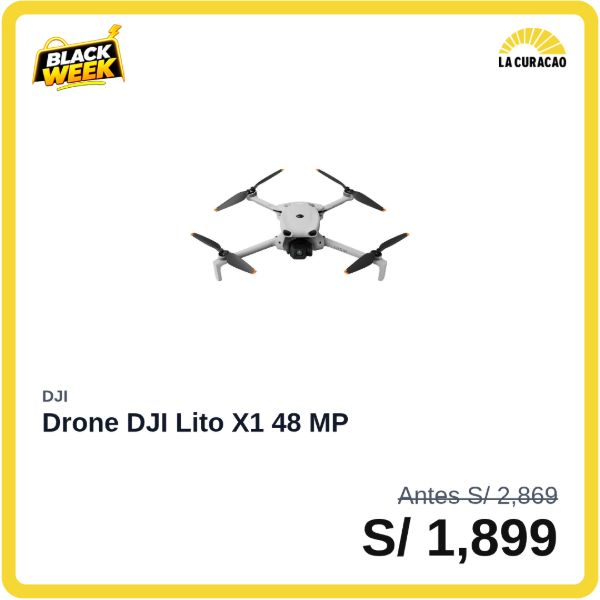 BLACK
WEEK
LA CURACAO
DJI
Drone DJI Lito X1 48 MP
Antes S/ 2,869
S/ 1,899